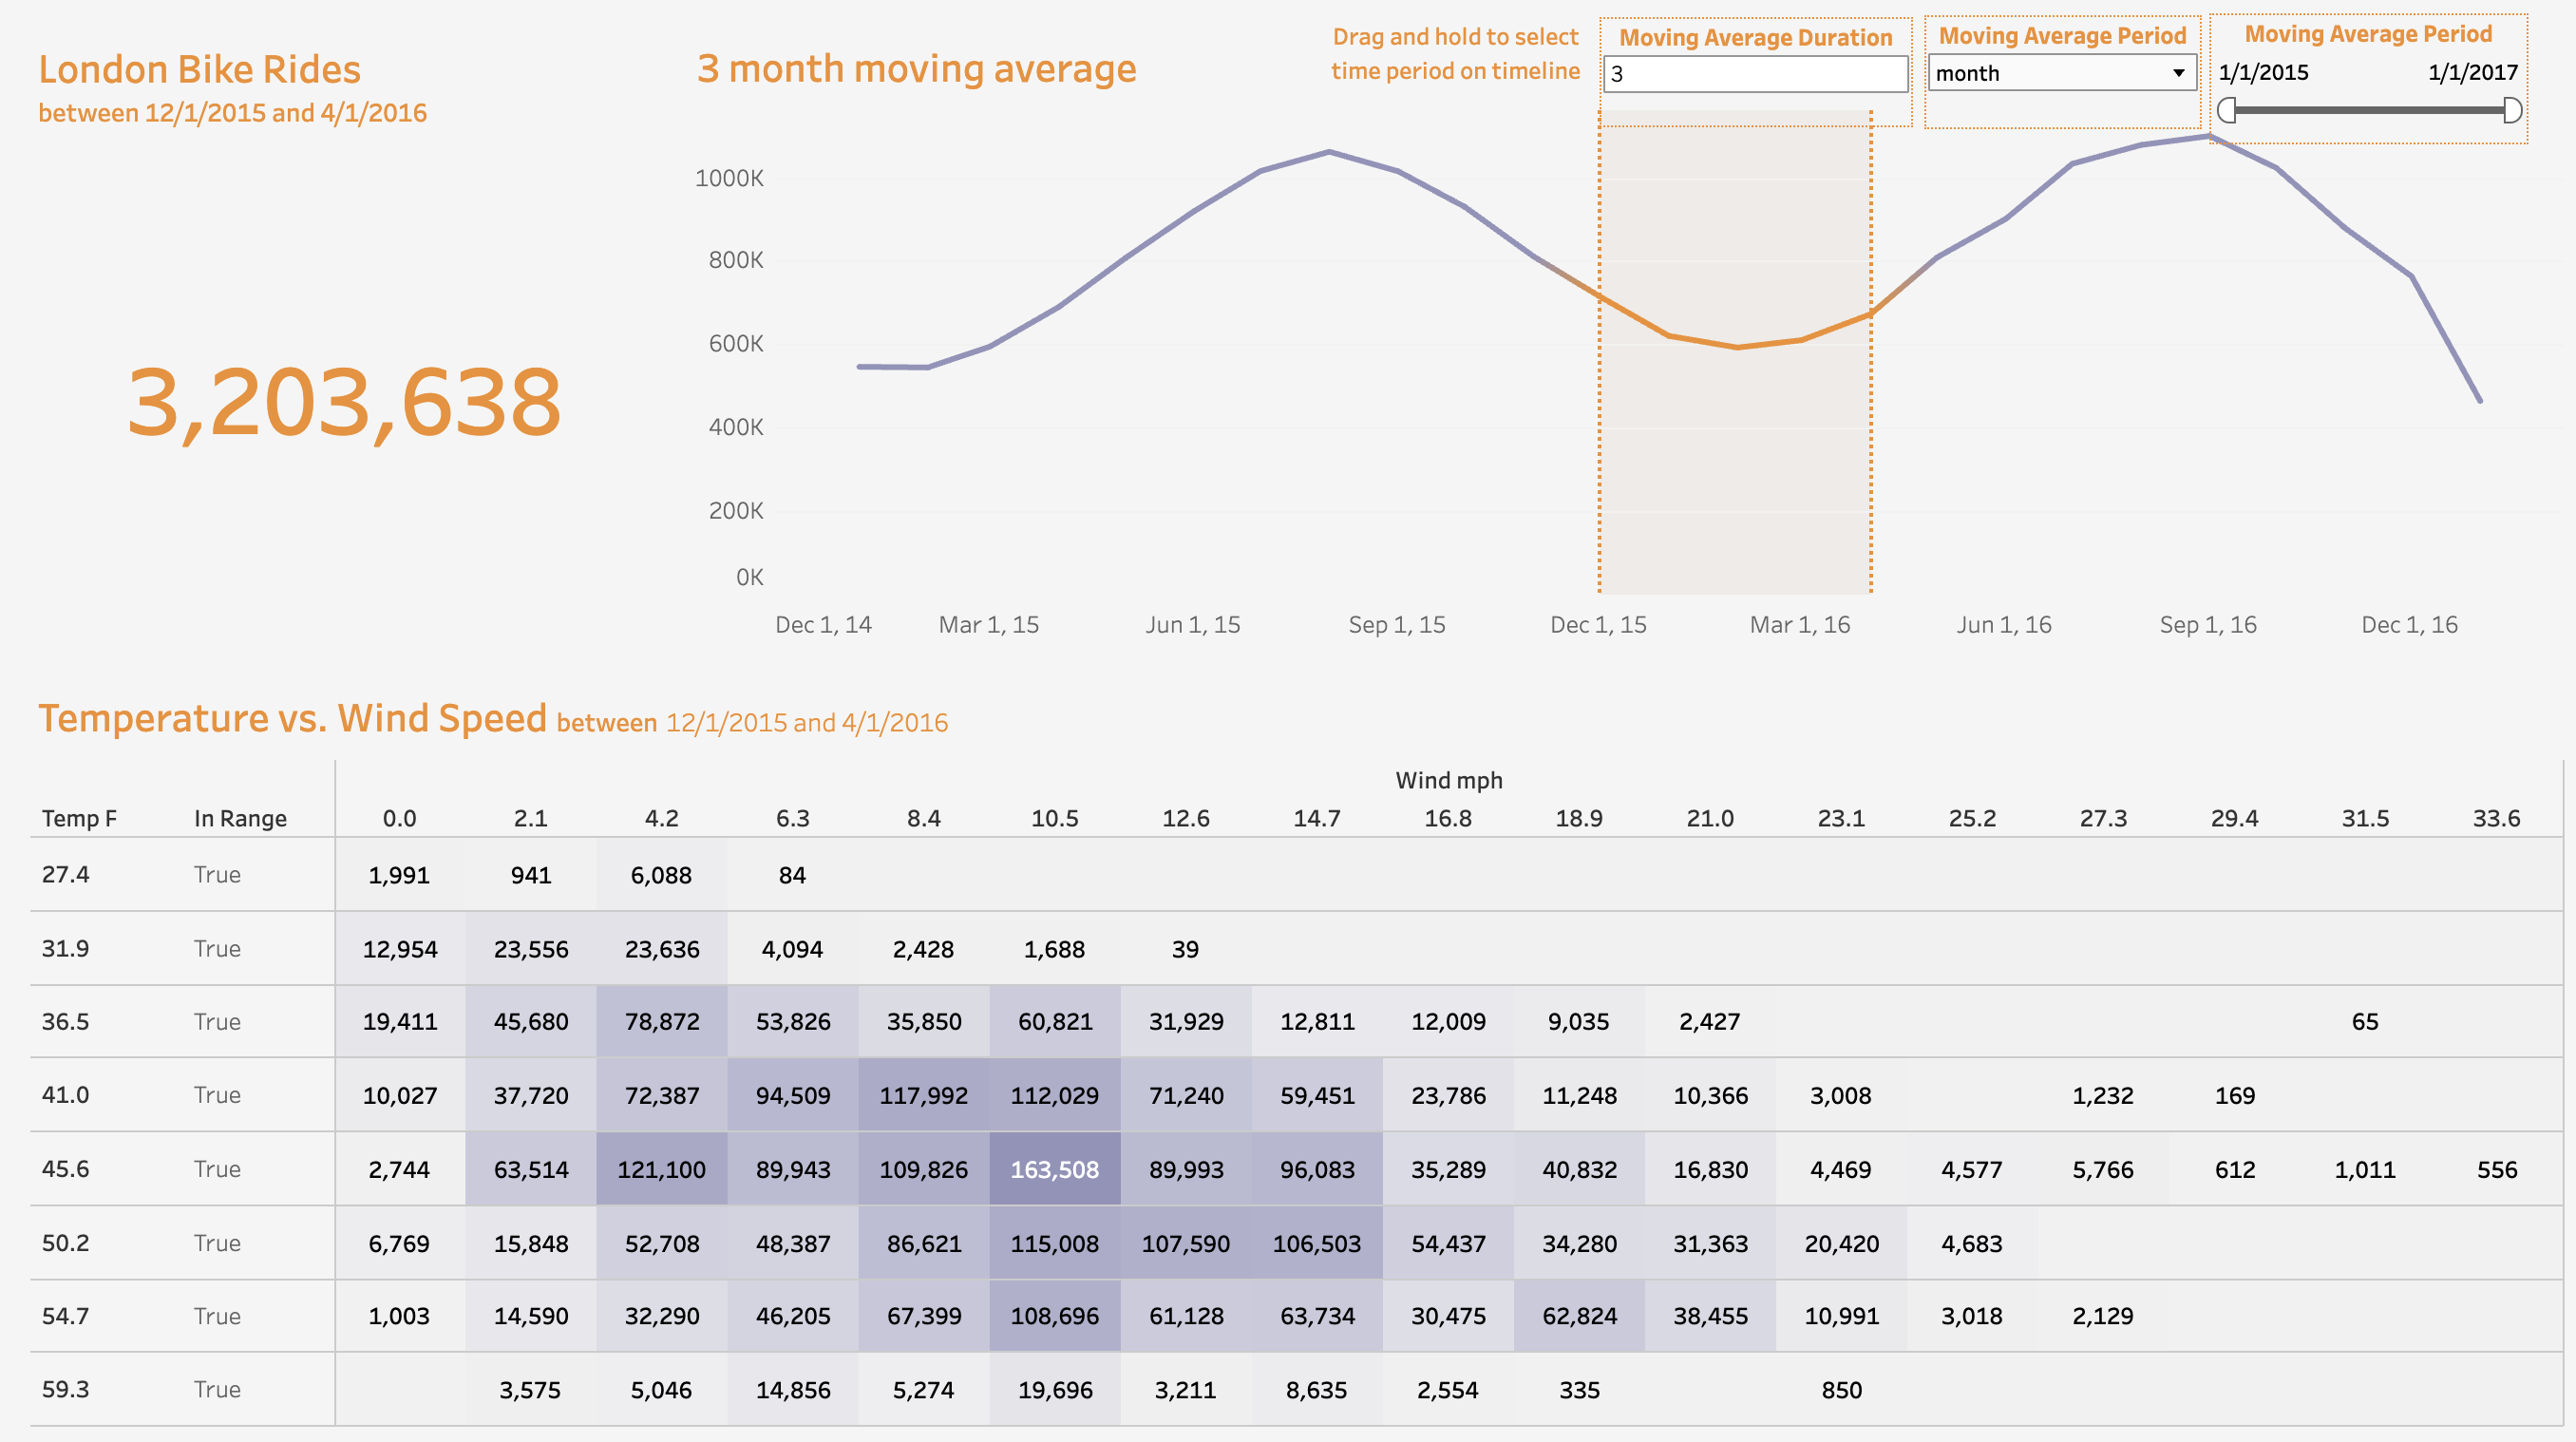 London Bike Rides
between 12/1/2015 and 4/1/2016
3,203,638
3 month moving average
Drag and hold to select
time period on timeline
Moving Average Duration
3
Moving Average Period
month
Moving Average Period
1/1/2015 1/1/2017
1000K
800K
600K
400K
200K
0K
Dec 1, 14 Mar 1, 15 Jun 1, 15 Sep 1, 15 Dec 1, 15 Mar 1, 16 Jun 1, 16 Sep 1, 16 Dec 1, 16
Temperature vs. Wind Speed between 12/1/2015 and 4/1/2016
Wind mph
Temp F In Range 0.0 2.1 4.2 6.3 8.4 10.5 12.6 14.7 16.8 18.9 21.0 23.1 25.2 27.3 29.4 31.5 33.6
27.4 True 1,991 941 6,088 84
31.9 True 12,954 23,556 23,636 4,094 2,428 1,688 39
36.5 True 19,411 45,680 78,872 53,826 35,850 60,821 31,929 12,811 12,009 9,035 2,427 65
41.0 True 10,027 37,720 72,387 94,509 117,992 112,029 71,240 59,451 23,786 11,248 10,366 3,008 1,232 169
45.6 True 2,744 63,514 121,100 89,943 109,826 163,508 89,993 96,083 35,289 40,832 16,830 4,469 4,577 5,766 612 1,011 556
50.2 True 6,769 15,848 52,708 48,387 86,621 115,008 107,590 106,503 54,437 34,280 31,363 20,420 4,683
54.7 True 1,003 14,590 32,290 46,205 67,399 108,696 61,128 63,734 30,475 62,824 38,455 10,991 3,018 2,129
59.3 True 3,575 5,046 14,856 5,274 19,696 3,211 8,635 2,554 335 850